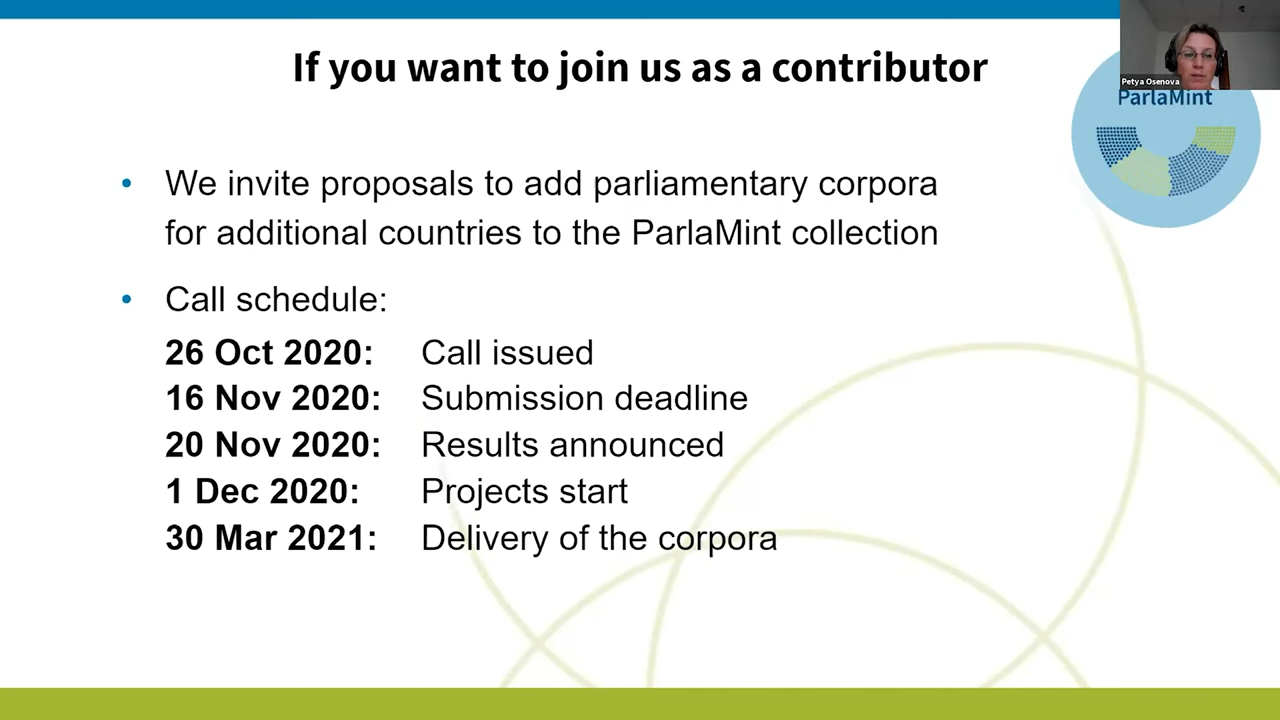 If you want to join us as a contributor
Petya Osenova
ParlaMint
• We invite proposals to add parliamentary corpora
for additional countries to the ParlaMint collection
• Call schedule:
26 Oct 2020: Call issued
16 Nov 2020: Submission deadline
20 Nov 2020: Results announced
1 Dec 2020: Projects start
30 Mar 2021: Delivery of the corpora